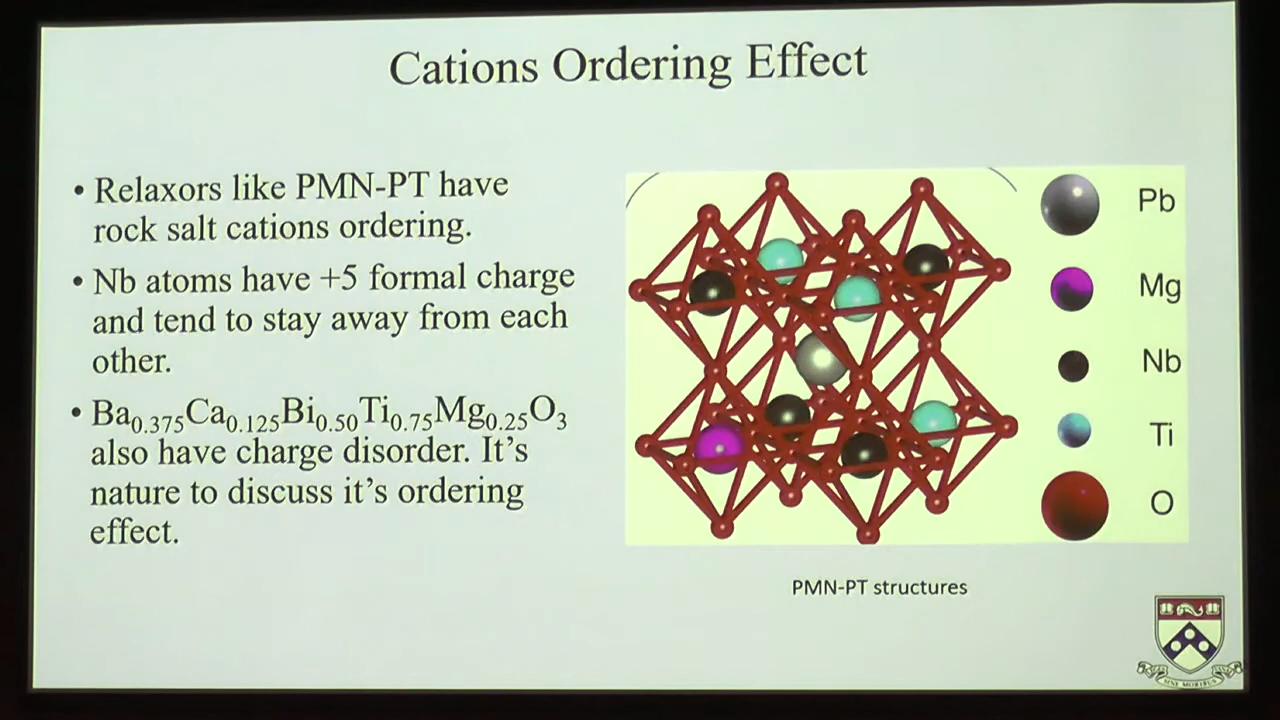 Cations Ordering Effect
• Relaxors like PMN-PT have
rock salt cations ordering.
• Nb atoms have +5 formal charge
and tend to stay away from each
other.
• Ba₀.₃₇₅Ca₀.₁₂₅Bi₀.₅₀Ti₀.₇₅Mg₀.₂₅O₃
also have charge disorder. It’s
nature to discuss it’s ordering
effect.
Pb
Mg
Nb
Ti
O
PMN-PT structures
SINE MORIBUS